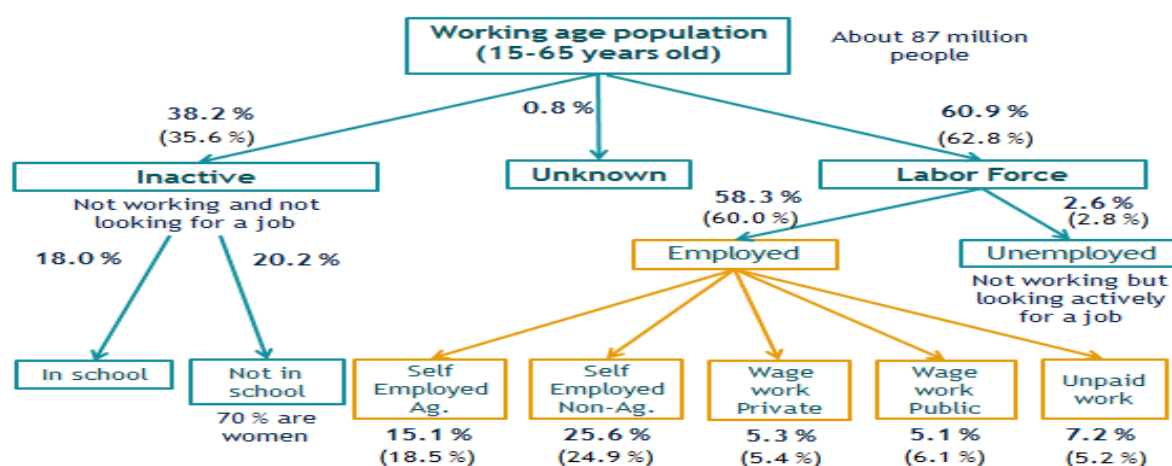 Working age population
(15-65 years old)
About 87 million
people
38.2 %
(35.6 %)
0.8 %
60.9 %
(62.8 %)
Inactive
Unknown
Labor Force
Not working and not
looking for a job
58.3 %
(60.0 %)
2.6 %
(2.8 %)
18.0 %
20.2 %
Employed
Unemployed
Not working but
looking actively
for a job
In school
Not in
school
70 % are
women
Self
Employed
Ag.
15.1 %
(18.5 %)
Self
Employed
Non-Ag.
25.6 %
(24.9 %)
Wage
work
Private
5.3 %
(5.4 %)
Wage
work
Public
5.1 %
(6.1 %)
Unpaid
work
7.2 %
(5.2 %)